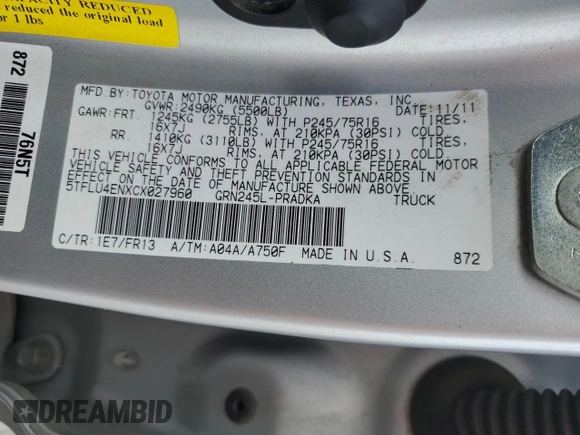 CAPACITY REDUCED
reduced the original load
or 1 lbs
872
76N5T
MFD. BY: TOYOTA MOTOR MANUFACTURING, TEXAS, INC.
GVWR: 2490KG (5500LB) DATE: 11/11
GAWR: FRT. 1245KG (2755LB) WITH P245/75R16 TIRES,
16X7J RIMS, AT 210KPA (30PSI) COLD
RR. 1410KG (3110LB) WITH P245/75R16 TIRES,
16X7J RIMS, AT 210KPA (30PSI) COLD
THIS VEHICLE CONFORMS TO ALL APPLICABLE FEDERAL MOTOR
VEHICLE SAFETY AND THEFT PREVENTION STANDARDS IN
EFFECT ON THE DATE OF MANUFACTURE SHOWN ABOVE.
5TFLU4ENXCX027960 GRN245L-PRADKA TRUCK
C/TR: 1E7/FR13 A/TM: A04A/A750F MADE IN U.S.A. 872
DREAMBID